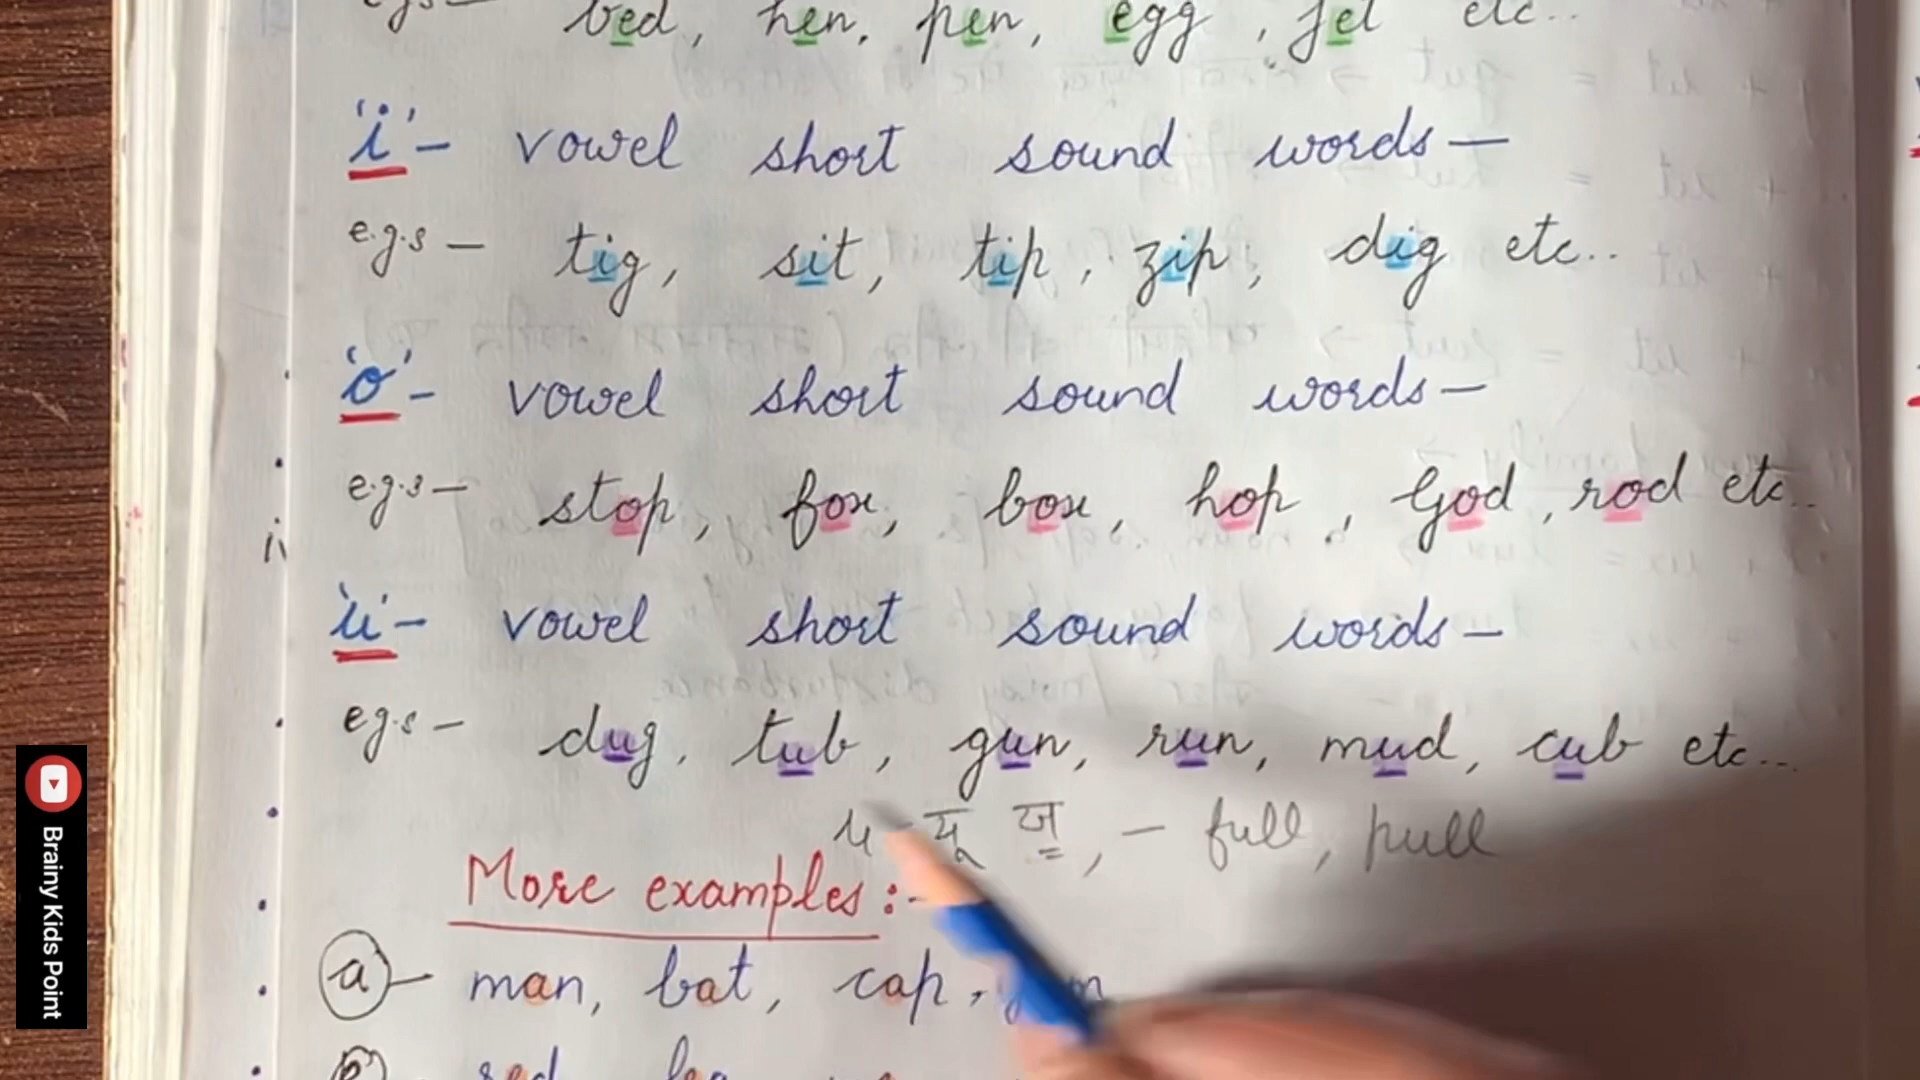 e.g.s — bed, hen, pen, egg, jet etc..
'i' — vowel short sound words —
e.g.s — tig, sit, tip, zip, dig etc..
'o' — vowel short sound words —
e.g.s — stop, fox, box, hop, God, rod etc..
'u' — vowel short sound words —
e.g.s — dug, tub, gun, run, mud, cub etc...
u - यू, — full, pull
More examples :-
a — man, bat, cap,
red
Brainy Kids Point